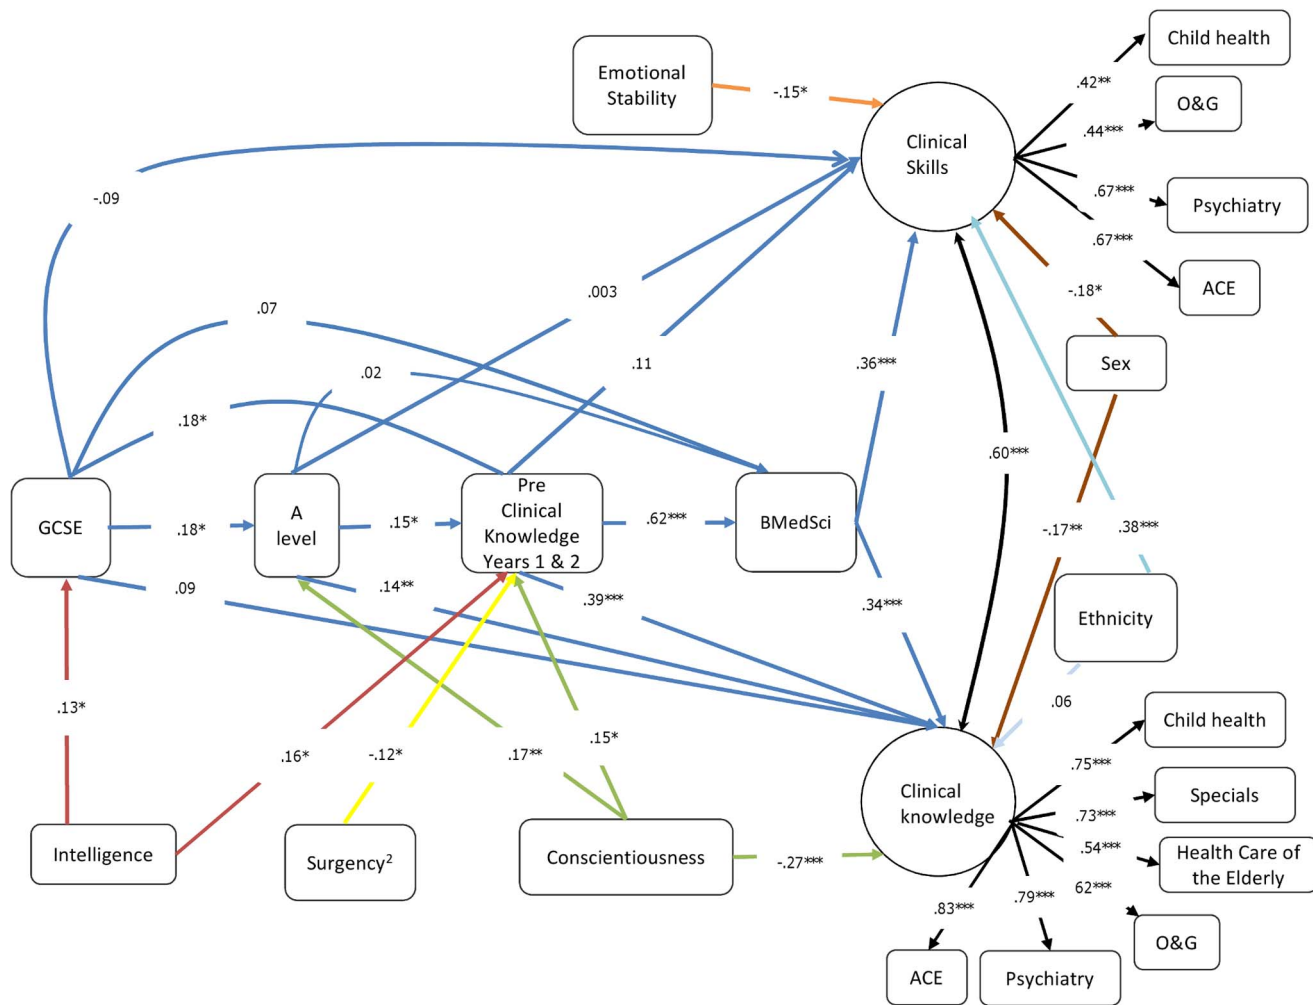 Child health
Emotional
Stability
.42**
O&G
-.15*
.44***
Clinical
Skills
.67***
Psychiatry
-.09
.67***
ACE
.003
-.18*
.07
Sex
.02
.11
.36***
.18*
.60***
Pre
Clinical
Knowledge
Years 1 & 2
GCSE
.18*
A
level
.15*
.62***
BMedSci
-.17**
.38***
.09
.14**
.39***
.34***
Ethnicity
.13*
.06
Child health
.16*
-.12*
.17**
.15*
.75***
Clinical
knowledge
Specials
.73***
Intelligence
Surgency²
Conscientiousness
-.27***
.54***
Health Care of
the Elderly
62***
.83***
.79***
O&G
ACE
Psychiatry